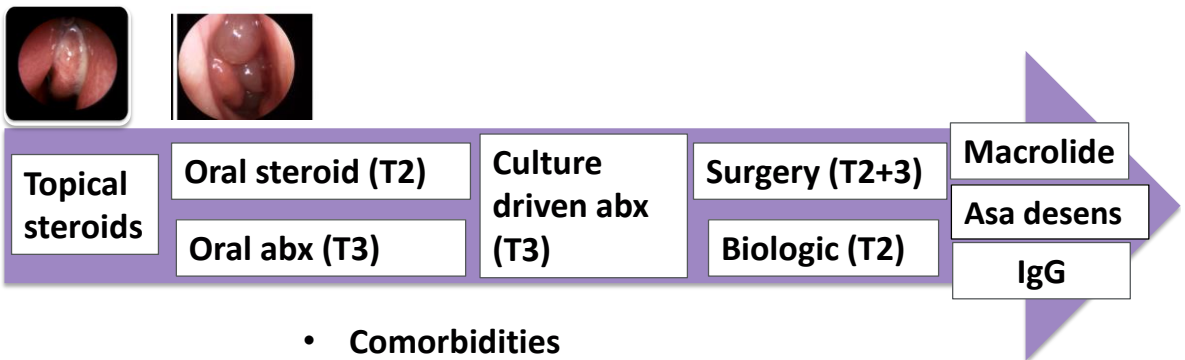 Topical
steroids
Oral steroid (T2)
Oral abx (T3)
Culture
driven abx
(T3)
Surgery (T2+3)
Biologic (T2)
Macrolide
Asa desens
IgG
• Comorbidities